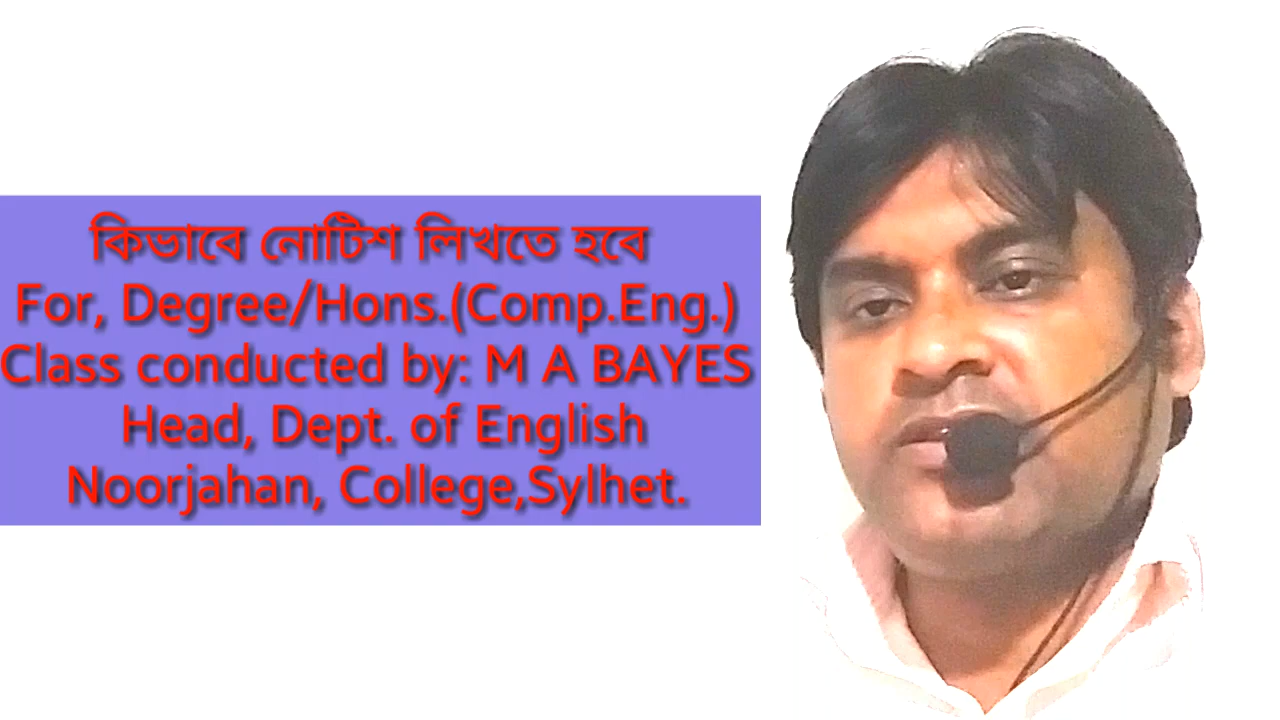 কিভাবে নোটিশ লিখতে হবে
For, Degree/Hons.(Comp.Eng.)
Class conducted by: M A BAYES
Head, Dept. of English
Noorjahan, College,Sylhet.